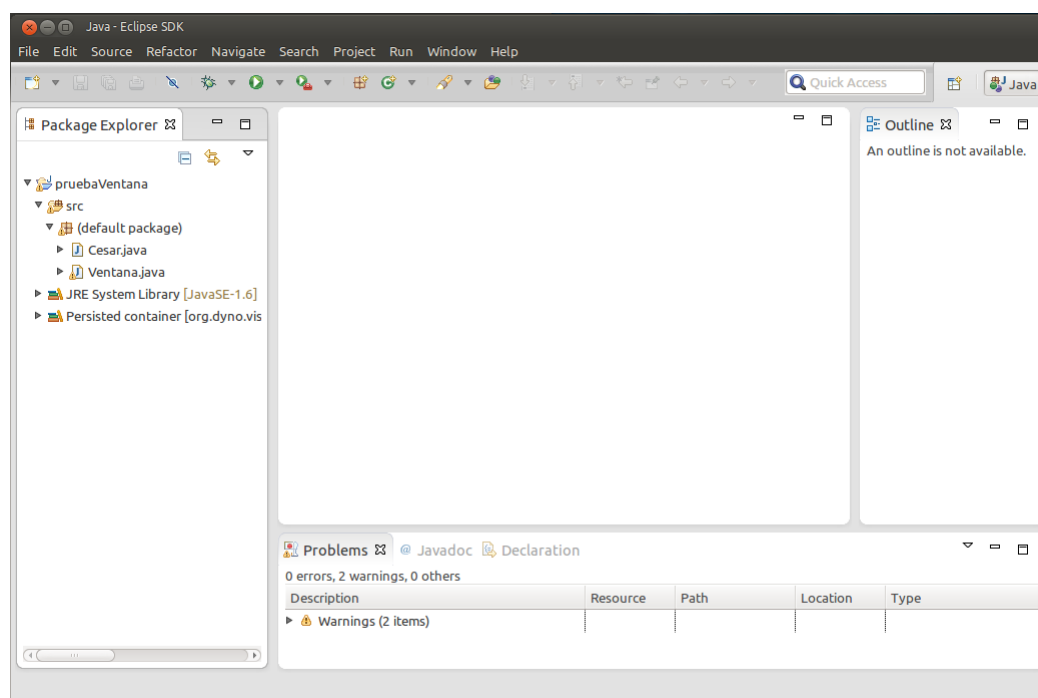 Java - Eclipse SDK
File Edit Source Refactor Navigate Search Project Run Window Help
Quick Access
Java
Package Explorer
pruebaVentana
src
(default package)
Cesar.java
Ventana.java
JRE System Library [JavaSE-1.6]
Persisted container [org.dyno.vis
Outline
An outline is not available.
Problems @ Javadoc Declaration
0 errors, 2 warnings, 0 others
Description Resource Path Location Type
Warnings (2 items)